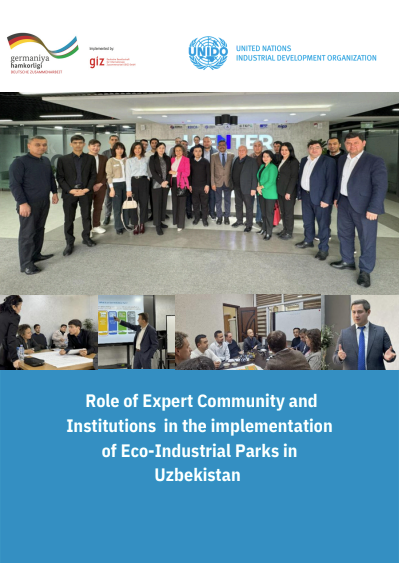 germaniya
hamkorligi
DEUTSCHE ZUSAMMENARBEIT
Implemented by
giz
UNIDO
UNITED NATIONS
INDUSTRIAL DEVELOPMENT ORGANIZATION
Role of Expert Community and
Institutions in the implementation
of Eco-Industrial Parks in
Uzbekistan